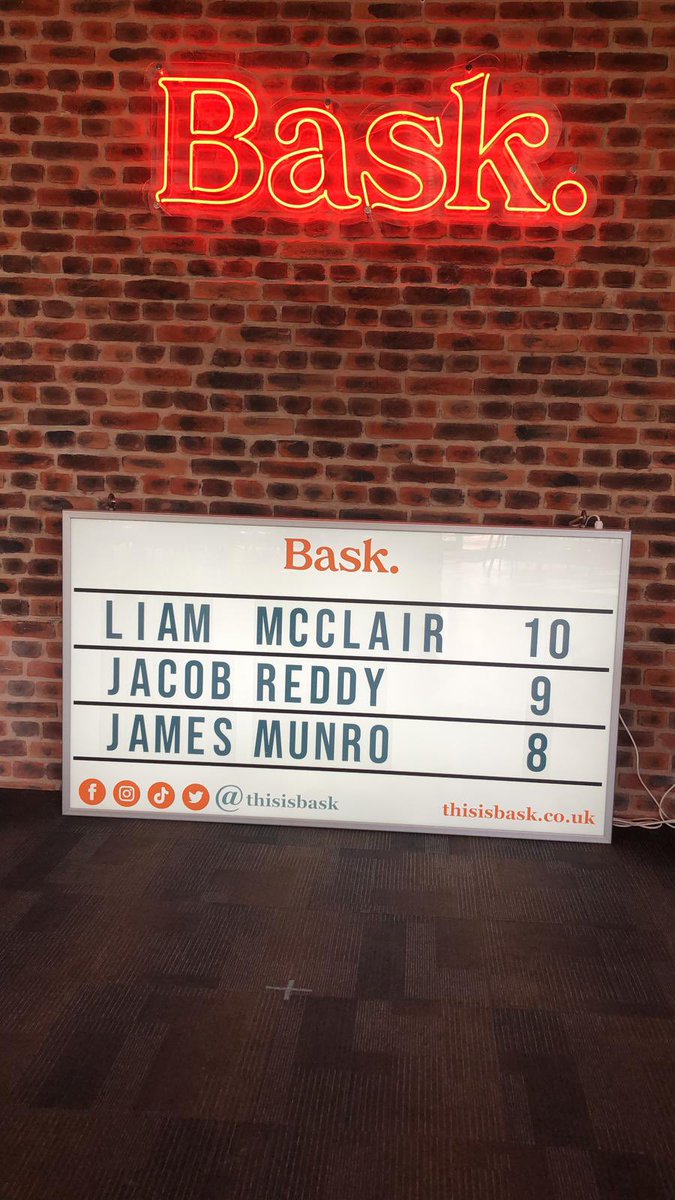 Bask.
Bask.
LIAM MCCLAIR 10
JACOB REDDY 9
JAMES MUNRO 8
@thisisbask
thisisbask.co.uk